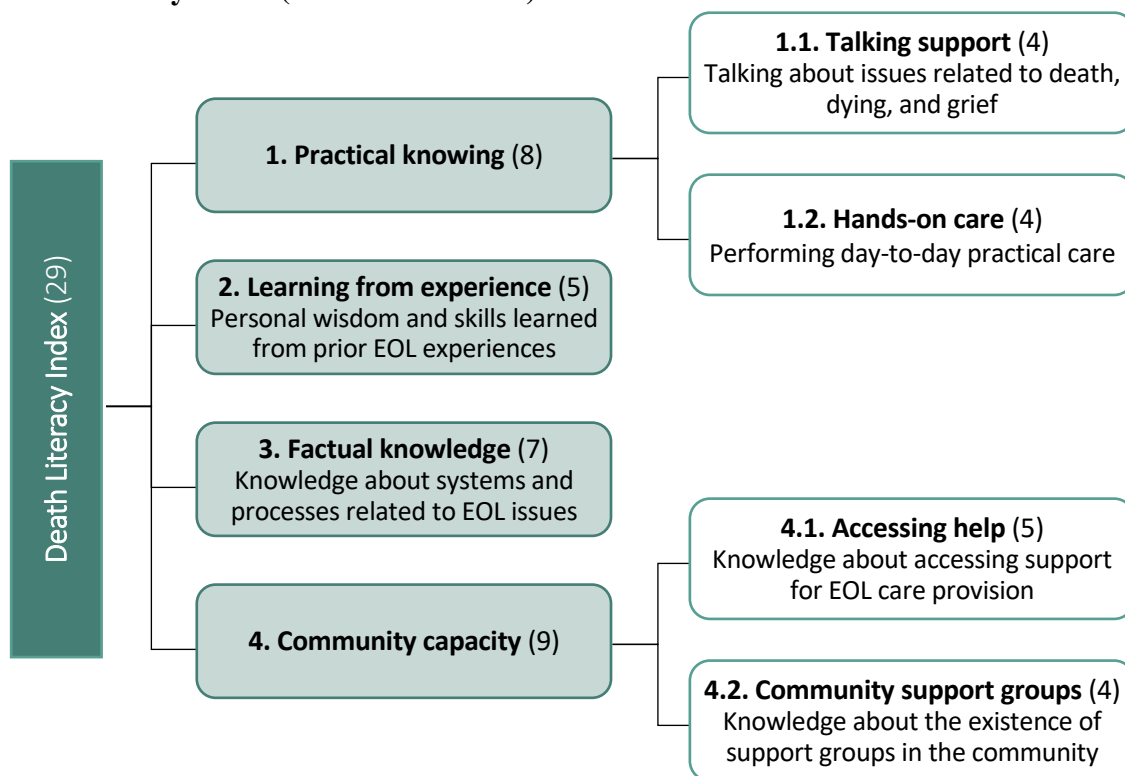 Death Literacy Index (29)
1. Practical knowing (8)
1.1. Talking support (4)
Talking about issues related to death,
dying, and grief
1.2. Hands-on care (4)
Performing day-to-day practical care
2. Learning from experience (5)
Personal wisdom and skills learned
from prior EOL experiences
3. Factual knowledge (7)
Knowledge about systems and
processes related to EOL issues
4. Community capacity (9)
4.1. Accessing help (5)
Knowledge about accessing support
for EOL care provision
4.2. Community support groups (4)
Knowledge about the existence of
support groups in the community